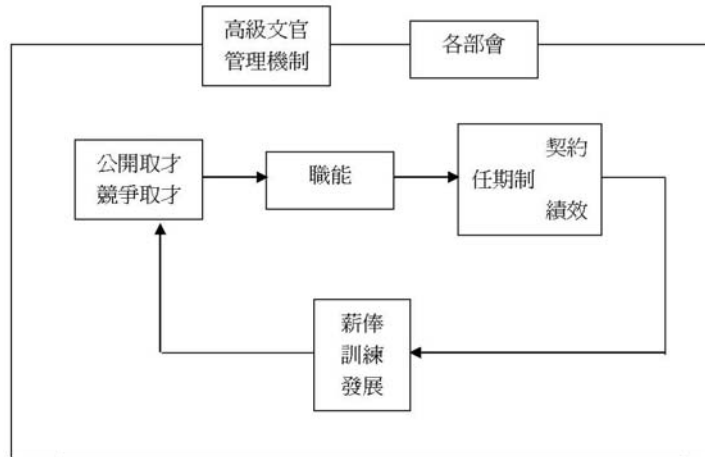 高級文官
管理機制
各部會
公開取才
競爭取才
職能
契約
任期制
績效
薪俸
訓練
發展